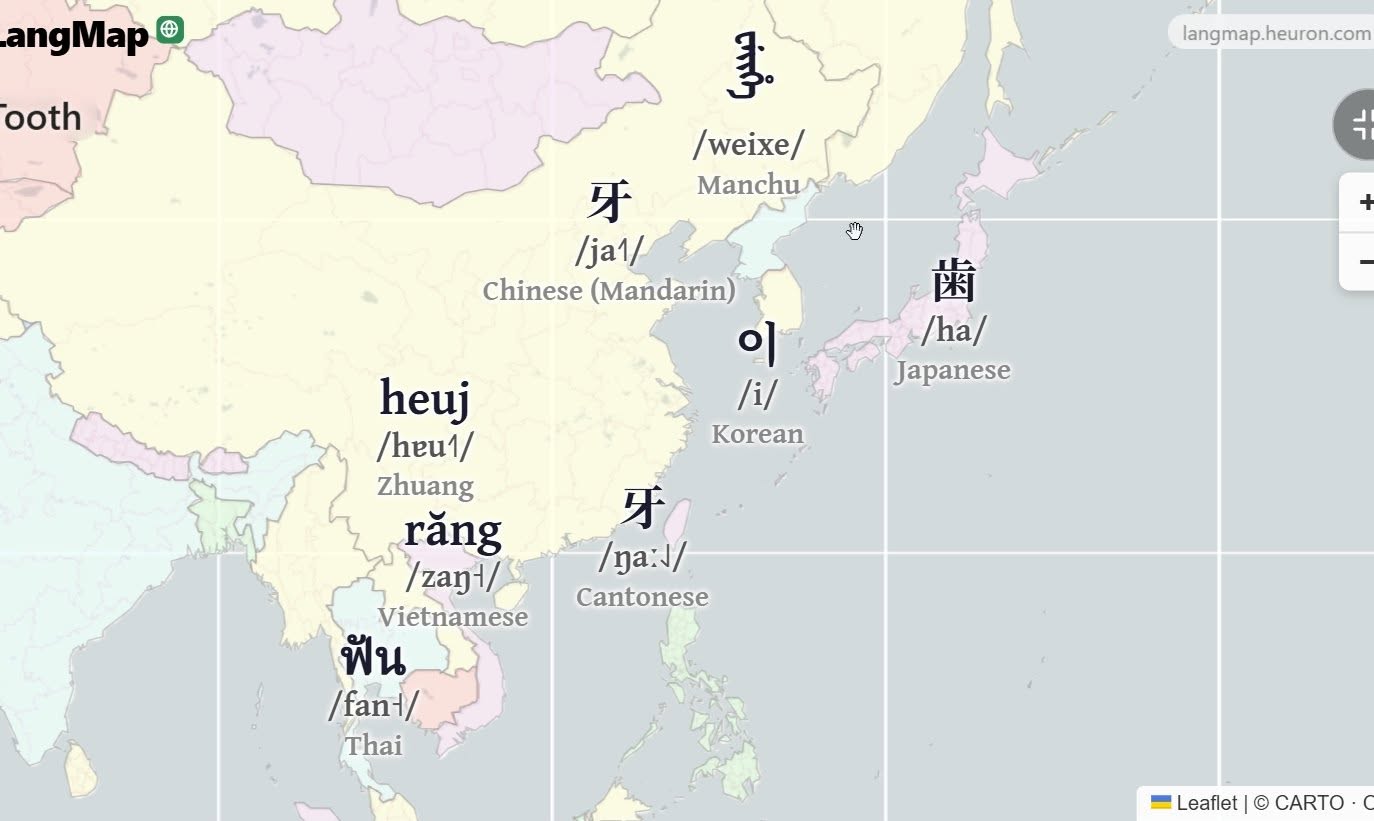 LangMap
langmap.heuron.com
Tooth
/weixe/
Manchu
牙
/ja˧˥/
Chinese (Mandarin)
歯
/ha/
Japanese
이
/i/
Korean
heuj
/hɐu˧˥/
Zhuang
răng
/zaŋ˧/
Vietnamese
牙
/ŋaː˨˩/
Cantonese
ฟัน
/fan˧/
Thai
+
−
Leaflet | © CARTO ·